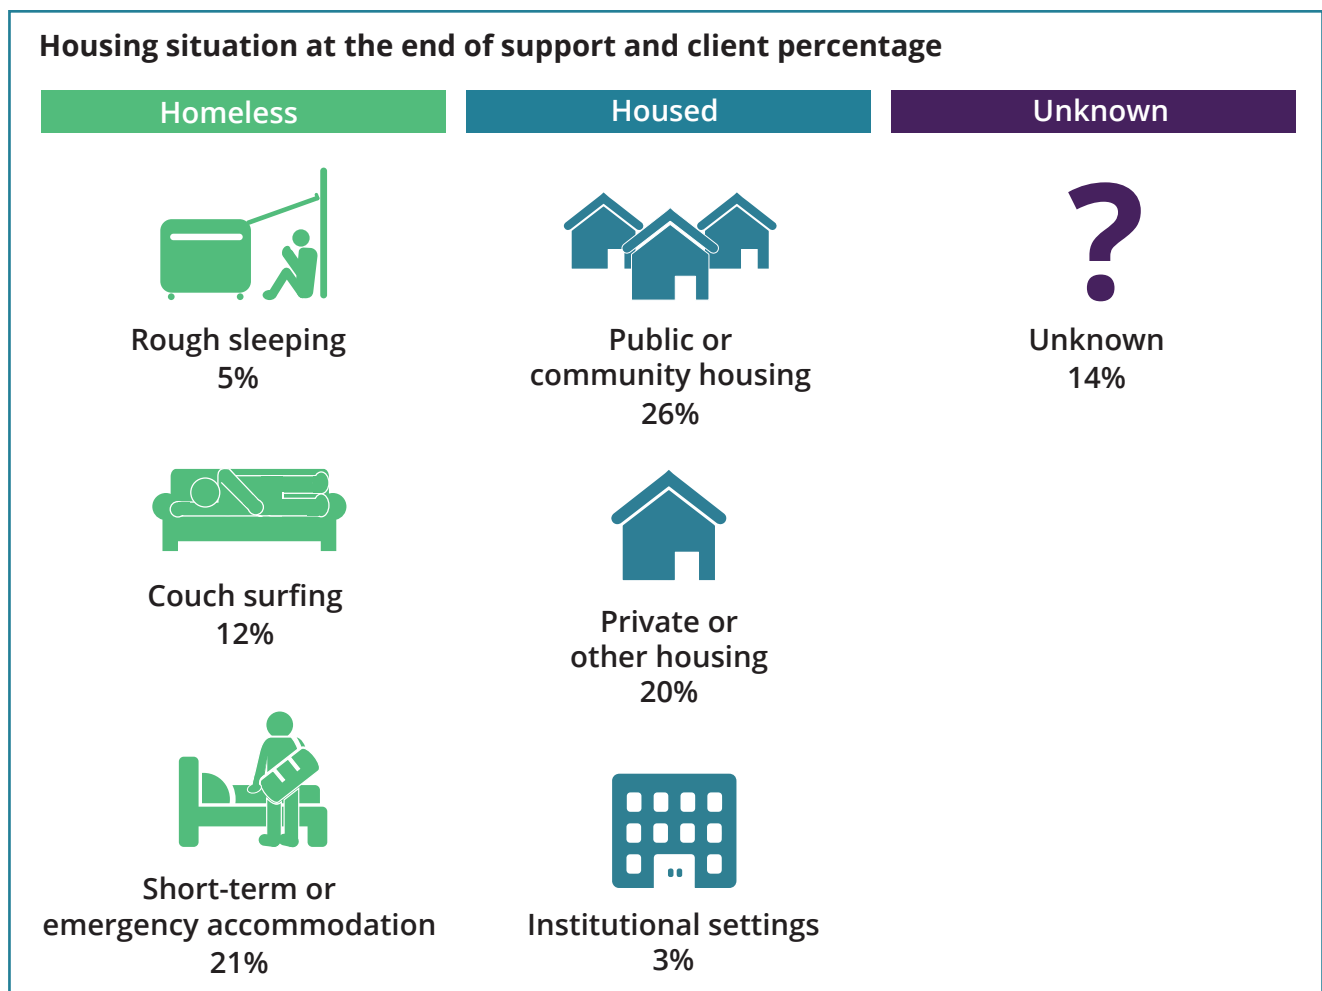 Housing situation at the end of support and client percentage
Homeless
Rough sleeping
5%
Couch surfing
12%
Short-term or
emergency accommodation
21%
Housed
Public or
community housing
26%
Private or
other housing
20%
Institutional settings
3%
Unknown
?
Unknown
14%